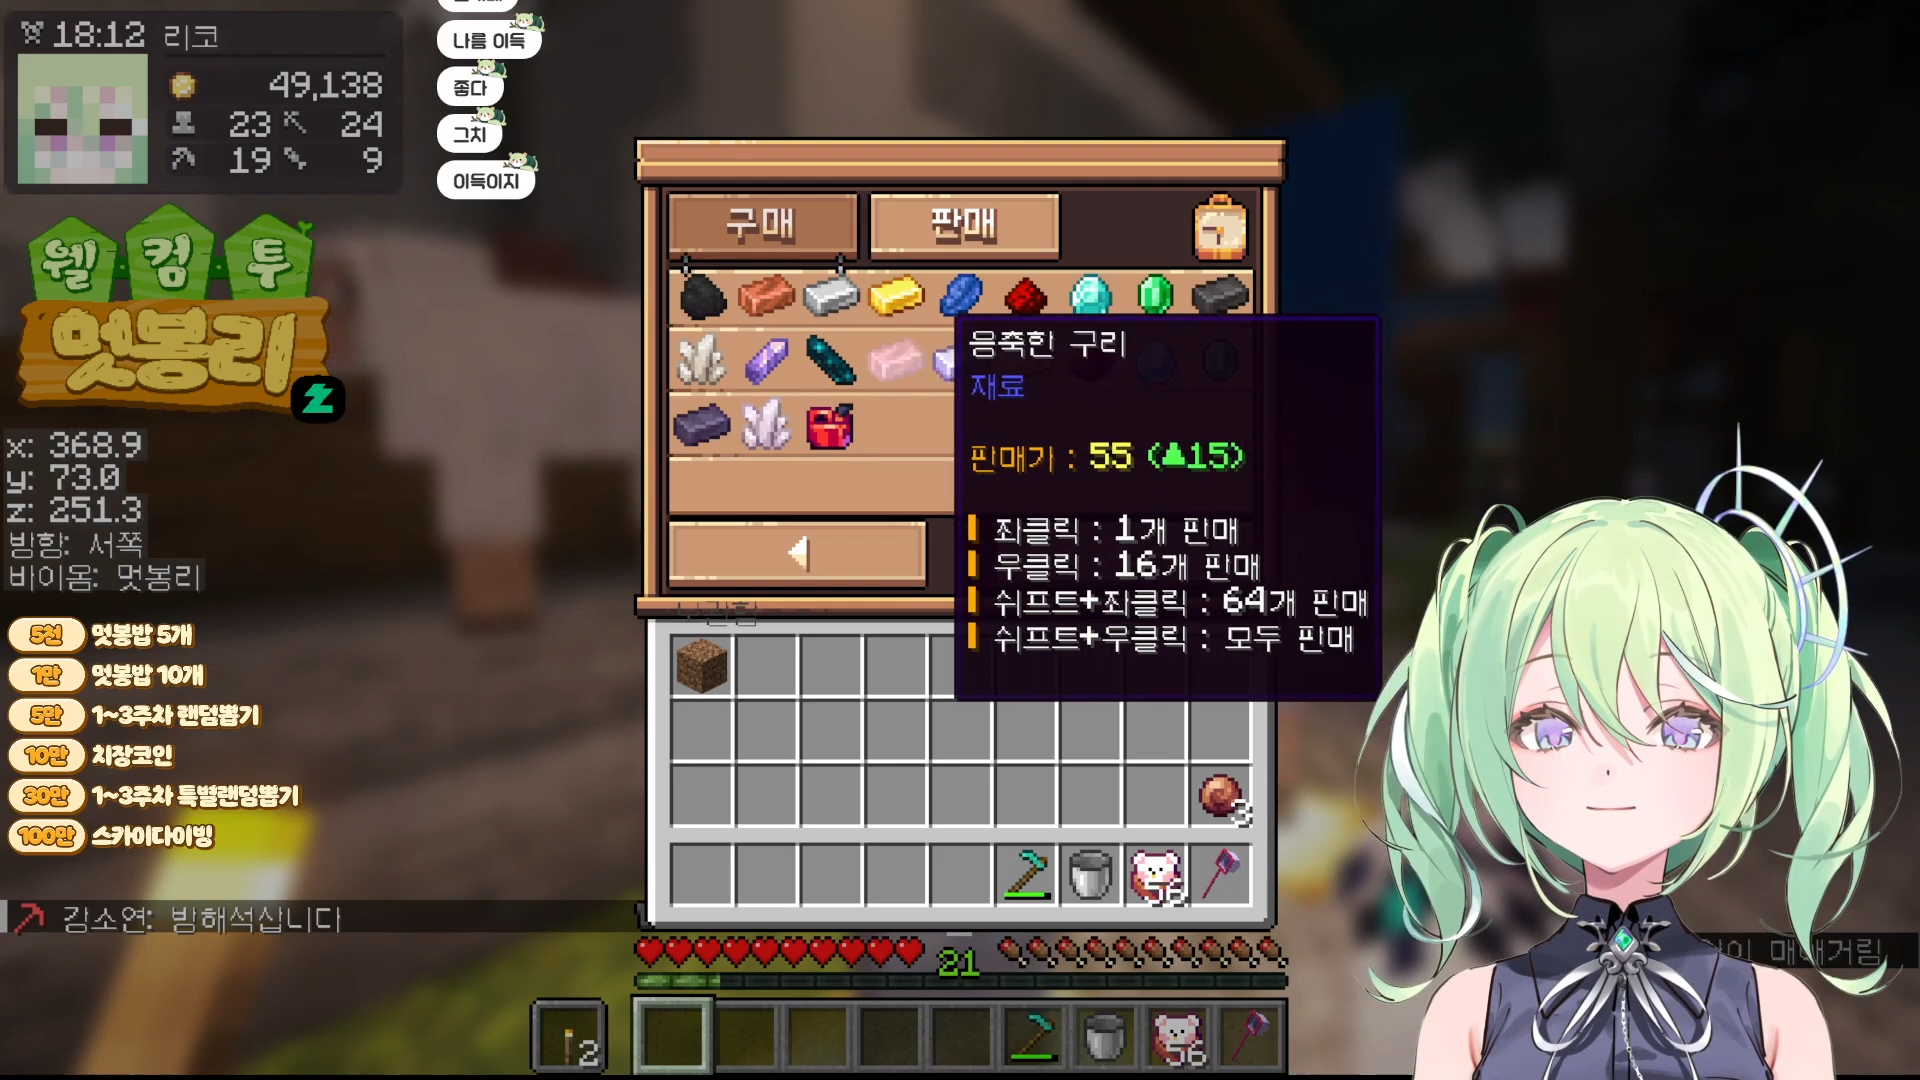 18:12 리코
49,138
23 24
19 9
나름 이득
좋다
그치
이득이지
웰컴투
멋봉리
x: 368.9
y: 73.0
z: 251.3
방향: 서쪽
바이옴: 멋봉리
5천 멋봉밥 5개
1만 멋봉밥 10개
5만 1~3주차 랜덤뽑기
10만 치장코인
30만 1~3주차 특별랜덤뽑기
100만 스카이다이빙
강소연: 방해석삽니다
구매 판매
응축한 구리
재료
판매가 : 55 (▲15)
좌클릭 : 1개 판매
우클릭 : 16개 판매
쉬프트+좌클릭 : 64개 판매
쉬프트+우클릭 : 모두 판매
3
21
2
56
매매거림